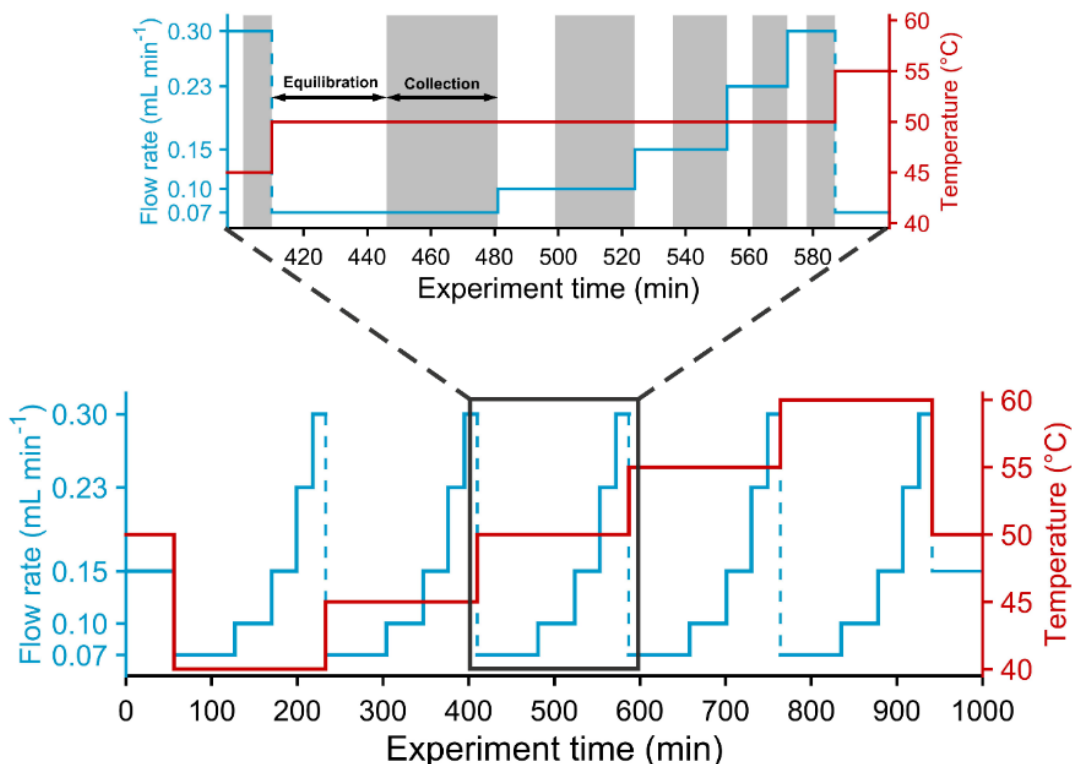 Flow rate (mL min⁻¹)
0.30
0.23
0.15
0.10
0.07
Equilibration
Collection
60
55
50
45
40
Temperature (°C)
420 440 460 480 500 520 540 560 580
Experiment time (min)
Flow rate (mL min⁻¹)
0.30
0.23
0.15
0.10
0.07
60
55
50
45
40
Temperature (°C)
0 100 200 300 400 500 600 700 800 900 1000
Experiment time (min)